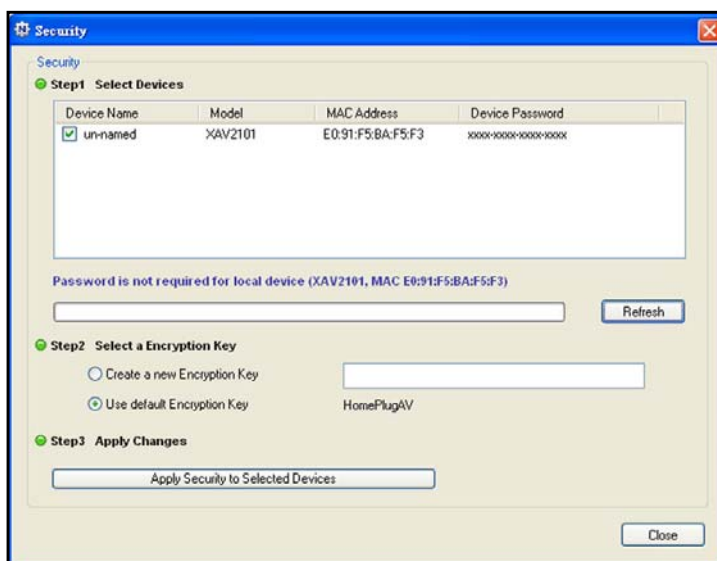 Security
Security
Step1 Select Devices
Device Name Model MAC Address Device Password
un-named XAV2101 E0:91:F5:BA:F5:F3 xxxx-xxxx-xxxx-xxxx
Password is not required for local device (XAV2101, MAC E0:91:F5:BA:F5:F3)
Refresh
Step2 Select a Encryption Key
Create a new Encryption Key
Use default Encryption Key HomePlugAV
Step3 Apply Changes
Apply Security to Selected Devices
Close